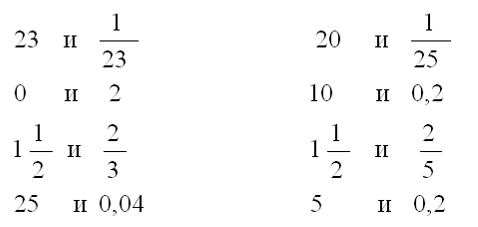 23 и 1/23 20 и 1/25
0 и 2 10 и 0,2
1 1/2 и 2/3 1 1/2 и 2/5
25 и 0,04 5 и 0,2